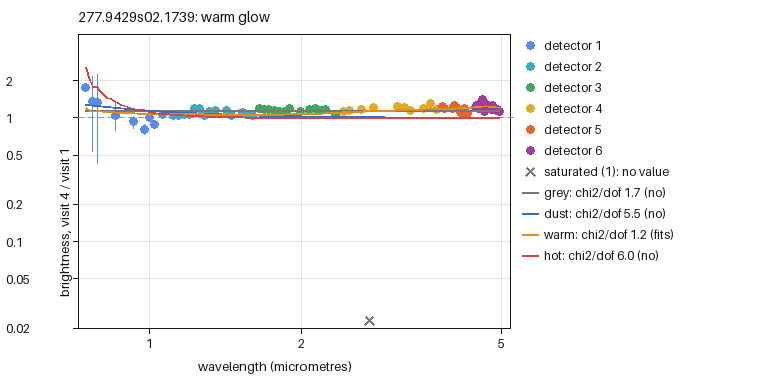 277.9429s02.1739: warm glow
brightness, visit 4 / visit 1
2
1
0.5
0.2
0.1
0.05
0.02
1
2
5
wavelength (micrometres)
detector 1
detector 2
detector 3
detector 4
detector 5
detector 6
saturated (1): no value
grey: chi2/dof 1.7 (no)
dust: chi2/dof 5.5 (no)
warm: chi2/dof 1.2 (fits)
hot: chi2/dof 6.0 (no)